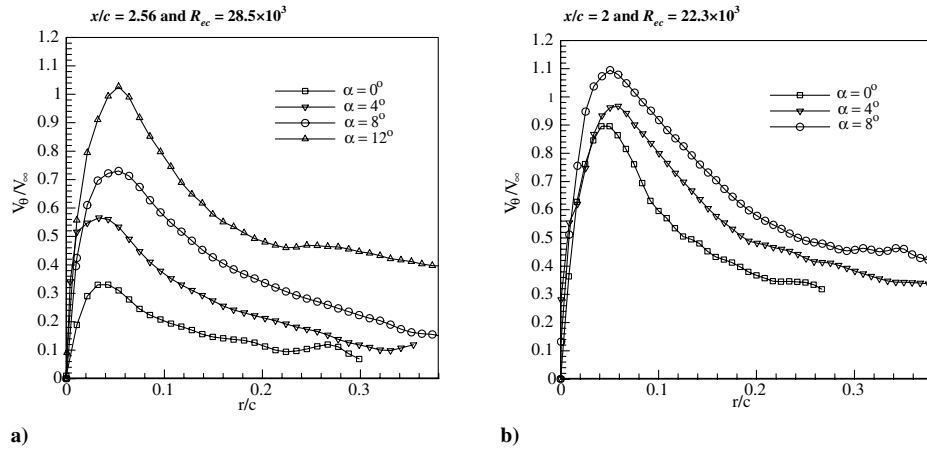 x/c = 2.56 and R_ec = 28.5×10³
1.2
1.1
1
0.9
0.8
0.7
0.6
0.5
0.4
0.3
0.2
0.1
0
V_θ/V_∞
α = 0°
α = 4°
α = 8°
α = 12°
0
0.1
0.2
0.3
r/c
a)
x/c = 2 and R_ec = 22.3×10³
1.2
1.1
1
0.9
0.8
0.7
0.6
0.5
0.4
0.3
0.2
0.1
0
V_θ/V_∞
α = 0°
α = 4°
α = 8°
0
0.1
0.2
0.3
r/c
b)